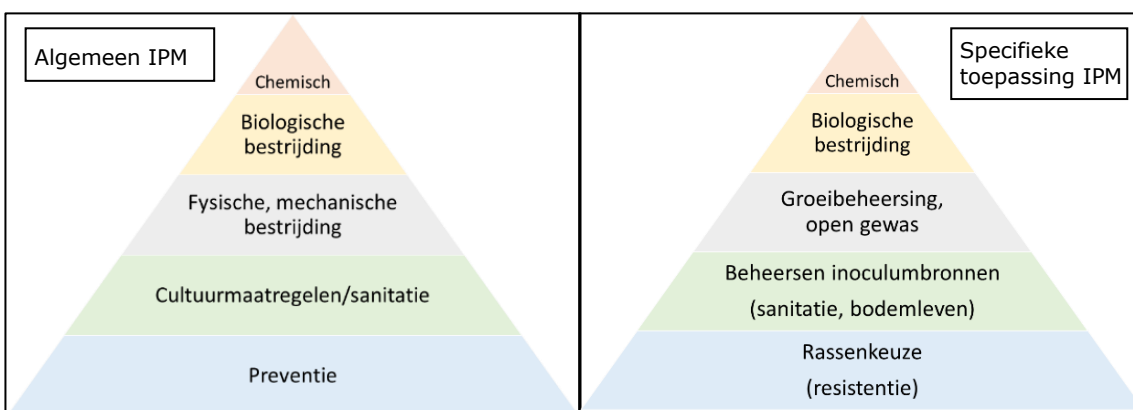 Algemeen IPM
Chemisch
Biologische
bestrijding
Fysische, mechanische
bestrijding
Cultuurmaatregelen/sanitatie
Preventie
Specifieke
toepassing IPM
Chemisch
Biologische
bestrijding
Groeibeheersing,
open gewas
Beheersen inoculumbronnen
(sanitatie, bodemleven)
Rassenkeuze
(resistentie)